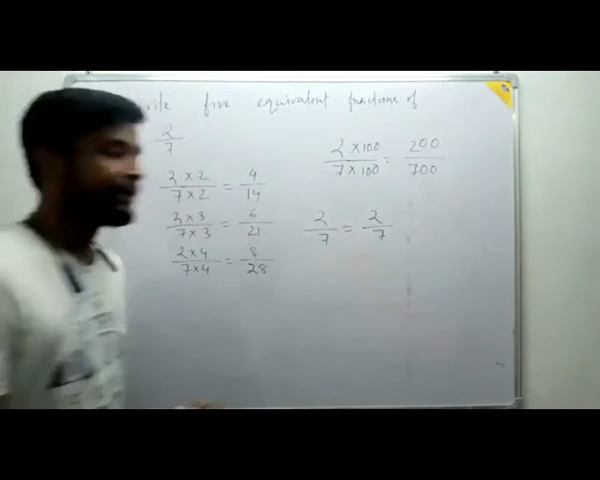 five equivalent fractions of
2/7
2×2/7×2 = 4/14
2×3/7×3 = 6/21
2×4/7×4 = 8/28
2×100/7×100 = 200/700
2/7 = 2/7